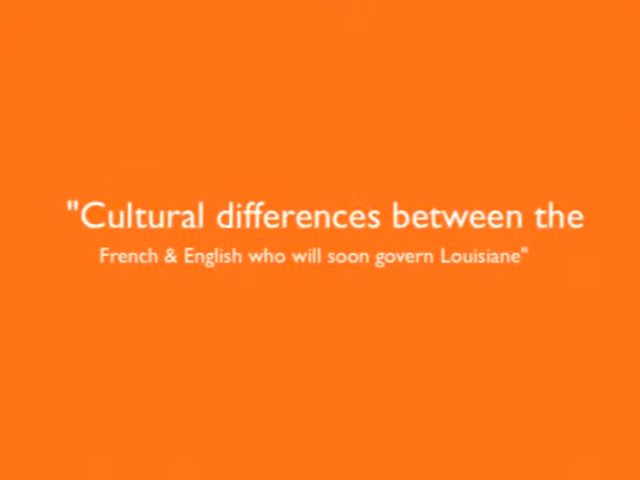 "Cultural differences between the
French & English who will soon govern Louisiane"